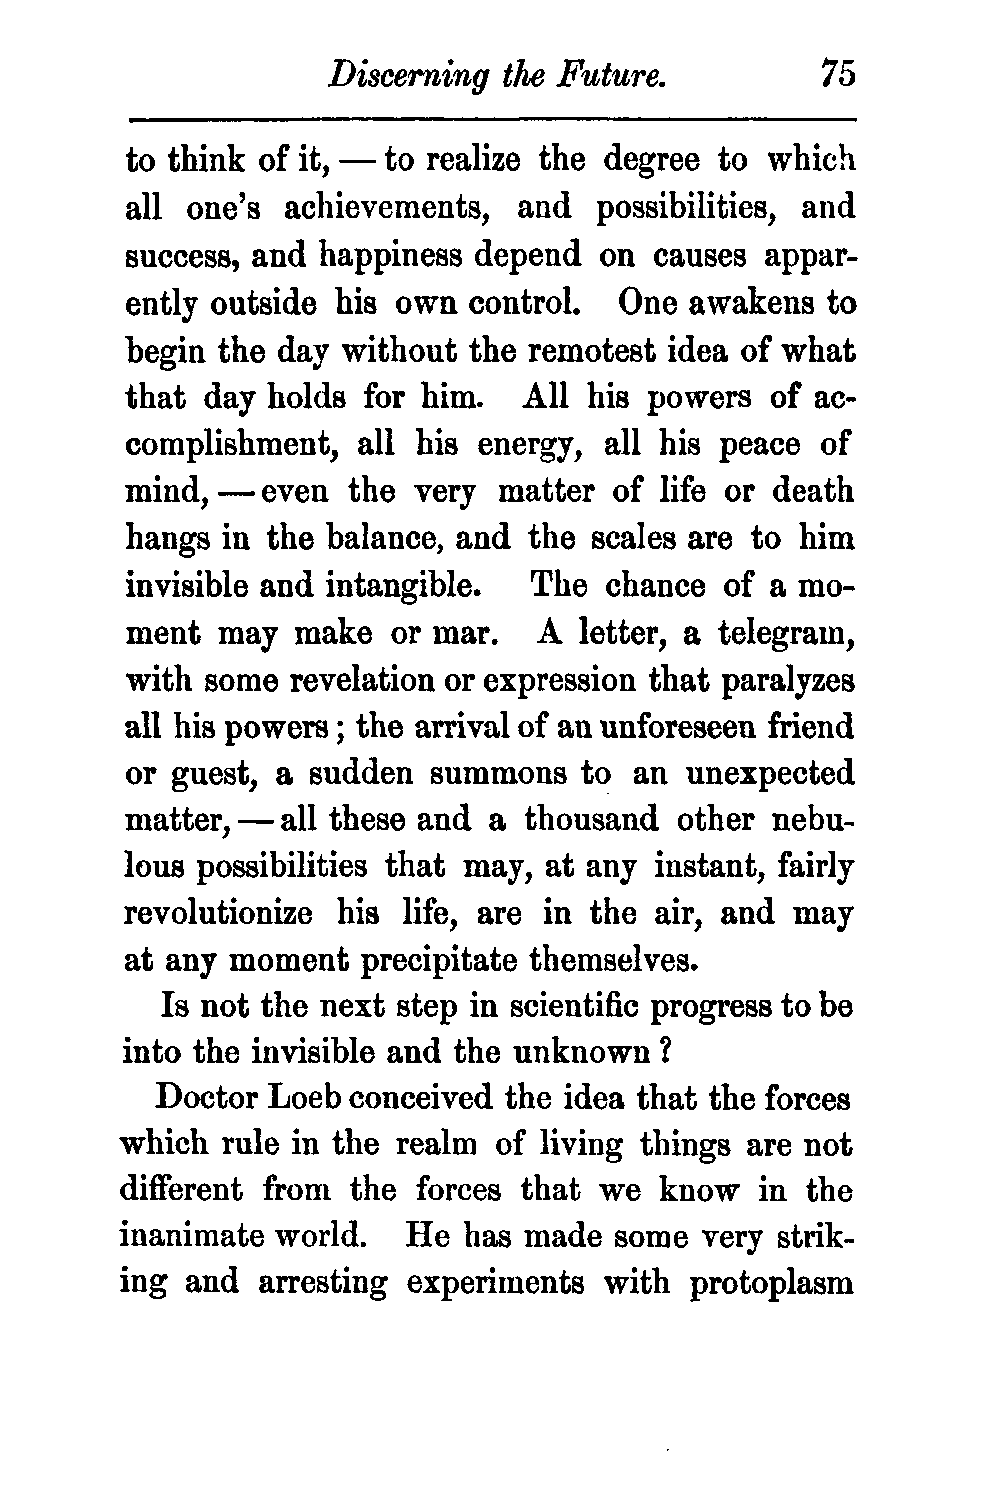 Discerning the Future. 75
to think of it, — to realize the degree to which
all one's achievements, and possibilities, and
success, and happiness depend on causes appar-
ently outside his own control. One awakens to
begin the day without the remotest idea of what
that day holds for him. All his powers of ac-
complishment, all his energy, all his peace of
mind, — even the very matter of life or death
hangs in the balance, and the scales are to him
invisible and intangible. The chance of a mo-
ment may make or mar. A letter, a telegram,
with some revelation or expression that paralyzes
all his powers; the arrival of an unforeseen friend
or guest, a sudden summons to an unexpected
matter, — all these and a thousand other nebu-
lous possibilities that may, at any instant, fairly
revolutionize his life, are in the air, and may
at any moment precipitate themselves.
Is not the next step in scientific progress to be
into the invisible and the unknown?
Doctor Loeb conceived the idea that the forces
which rule in the realm of living things are not
different from the forces that we know in the
inanimate world. He has made some very strik-
ing and arresting experiments with protoplasm